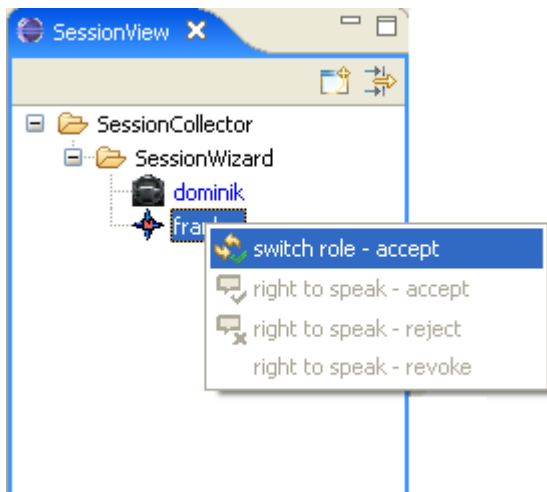 SessionView
SessionCollector
SessionWizard
dominik
switch role - accept
right to speak - accept
right to speak - reject
right to speak - revoke